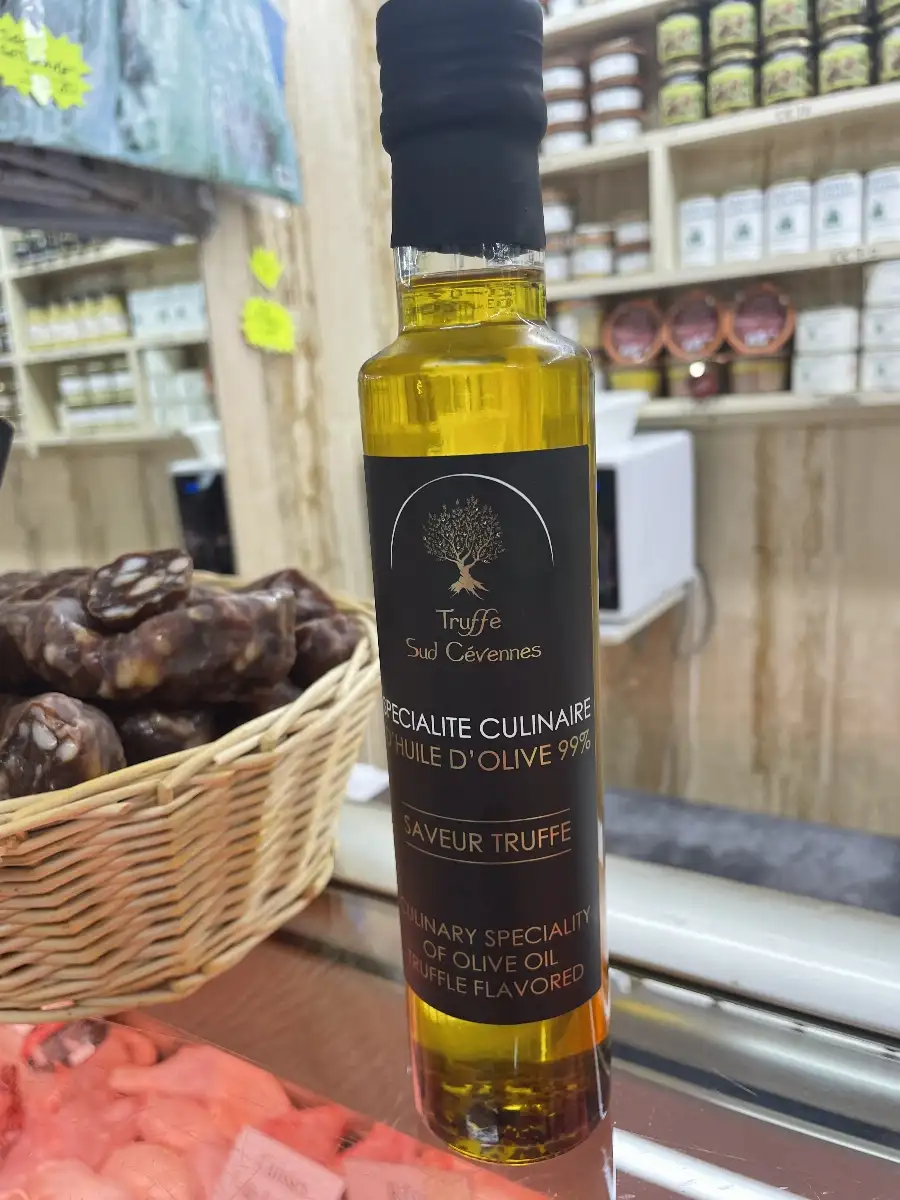 Truffe
Sud Cévennes
SPECIALITE CULINAIRE
D'HUILE D'OLIVE 99%
SAVEUR TRUFFE
CULINARY SPECIALITY
OF OLIVE OIL
TRUFFLE FLAVORED